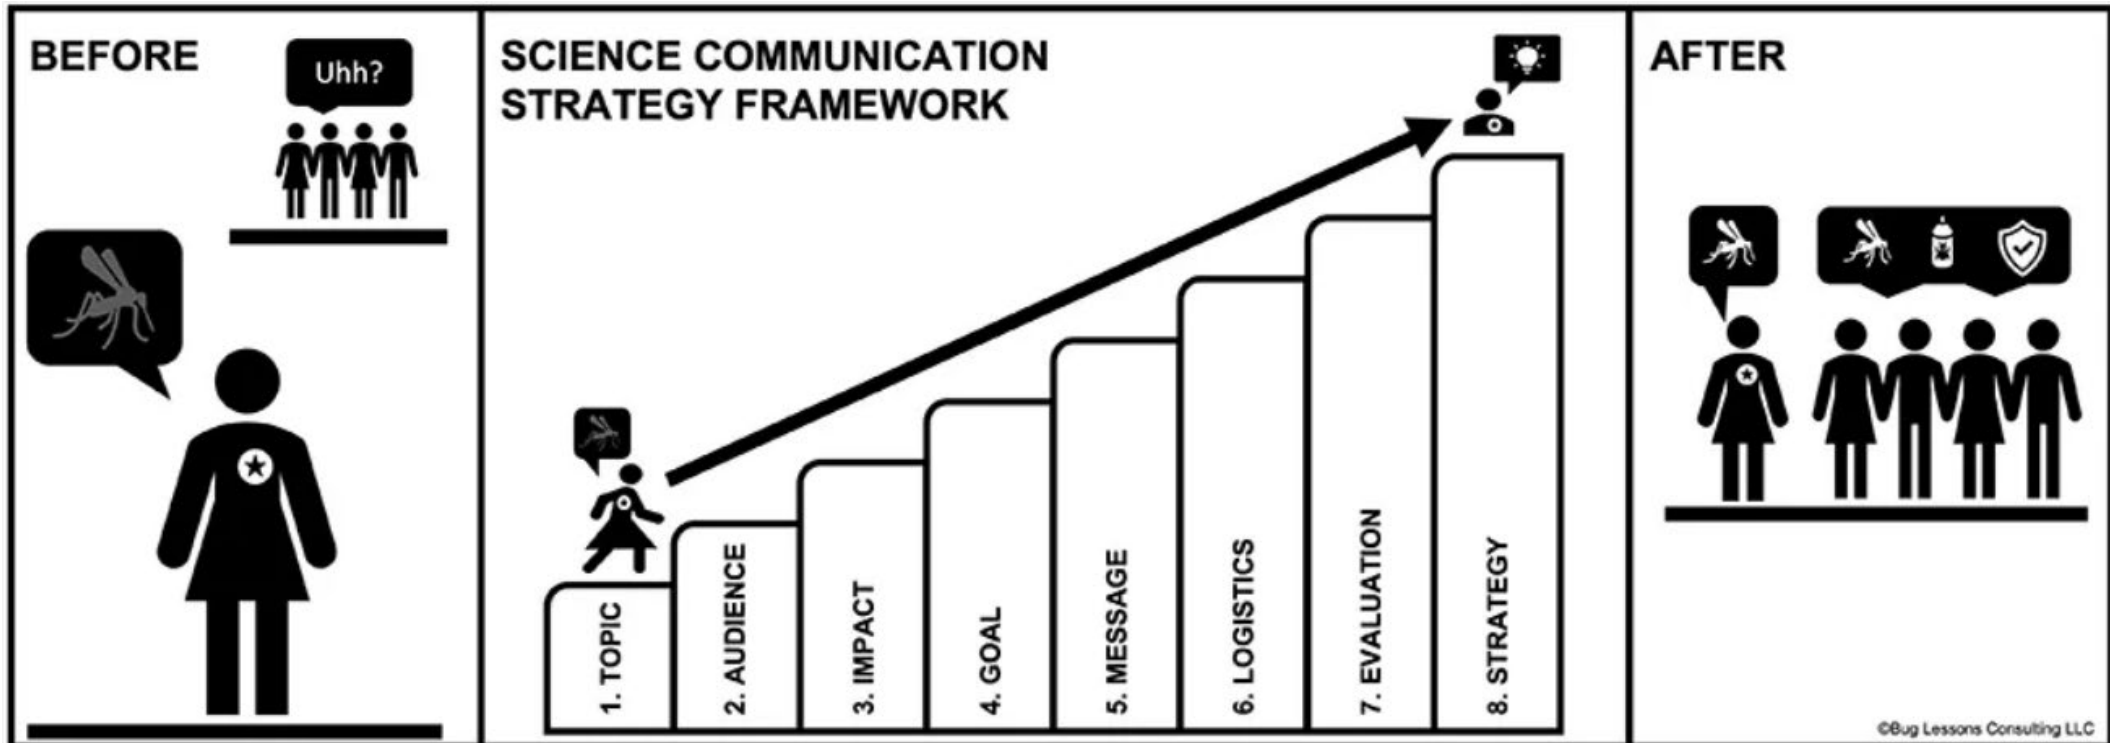 BEFORE
Uhh?
SCIENCE COMMUNICATION
STRATEGY FRAMEWORK
1. TOPIC
2. AUDIENCE
3. IMPACT
4. GOAL
5. MESSAGE
6. LOGISTICS
7. EVALUATION
8. STRATEGY
AFTER
©Bug Lessons Consulting LLC